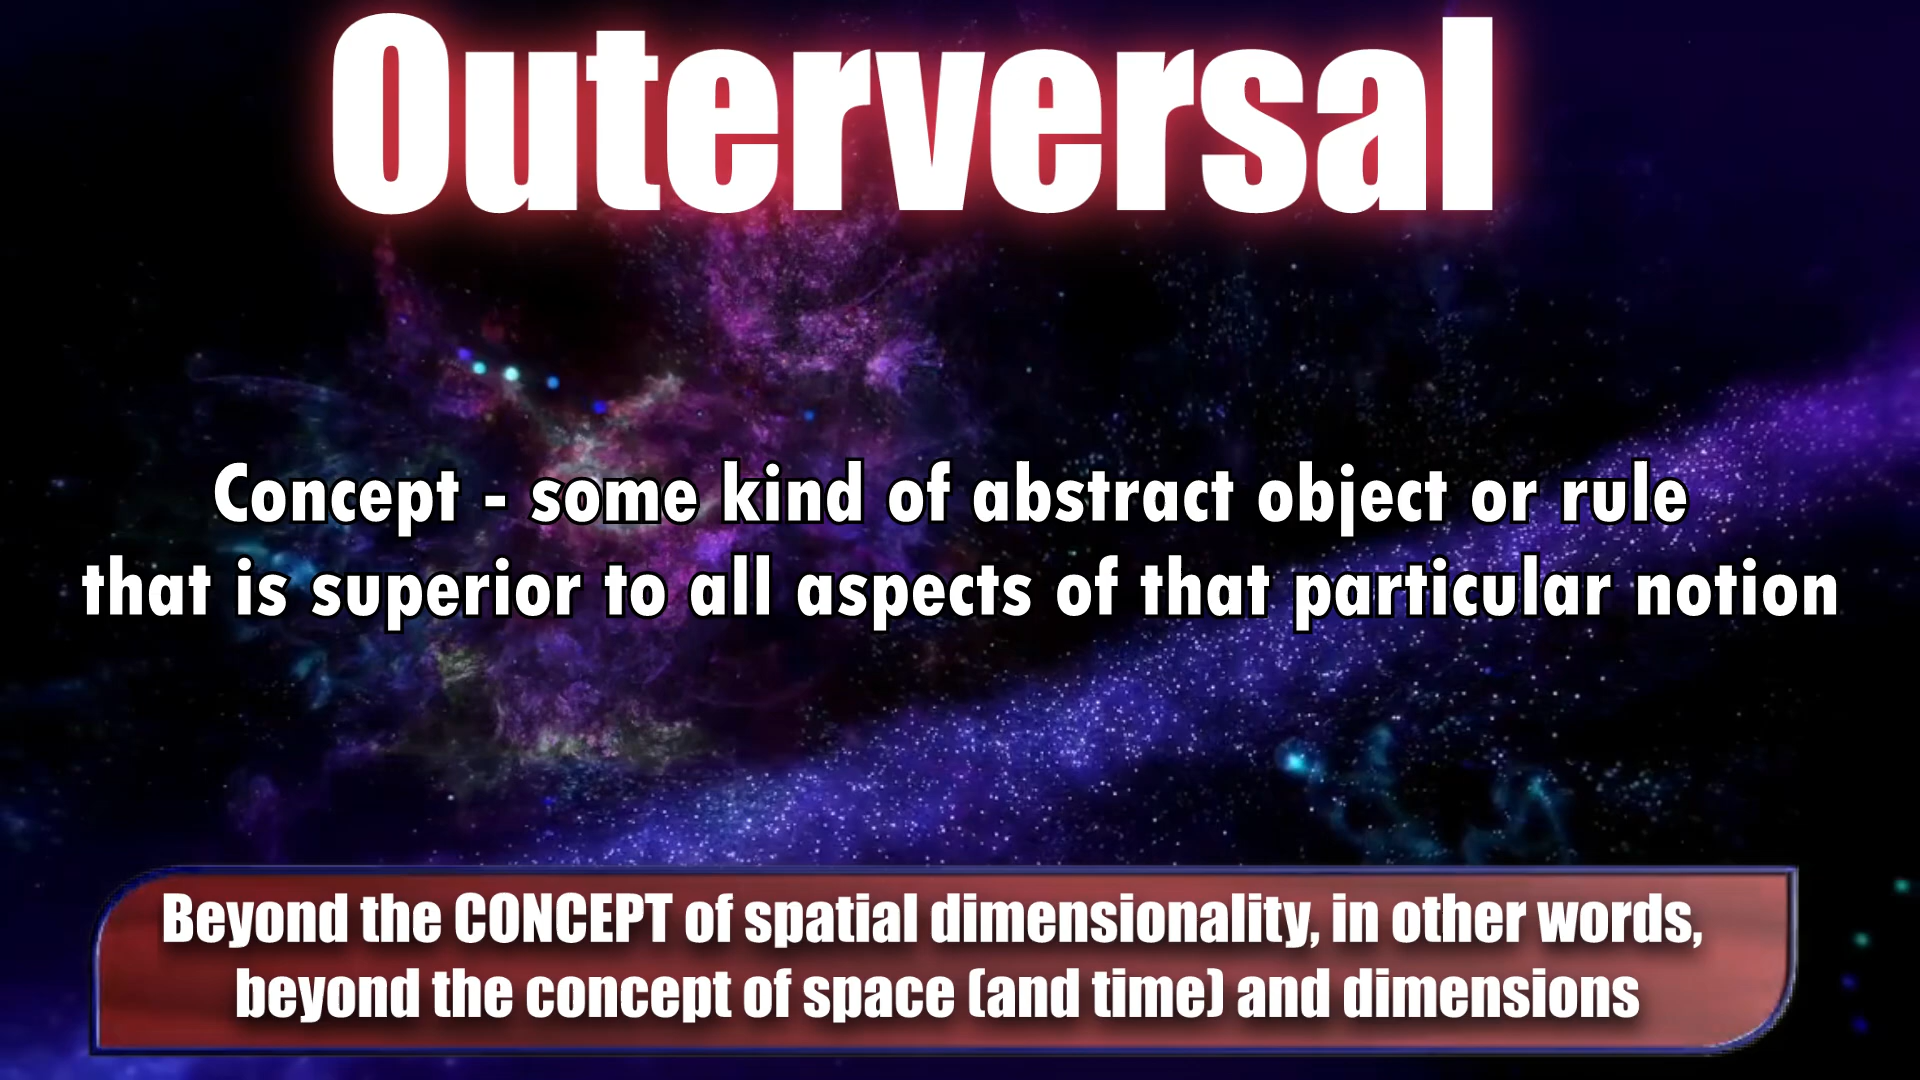 Outerversal
Concept - some kind of abstract object or rule
that is superior to all aspects of that particular notion
Beyond the CONCEPT of spatial dimensionality, in other words,
beyond the concept of space (and time) and dimensions